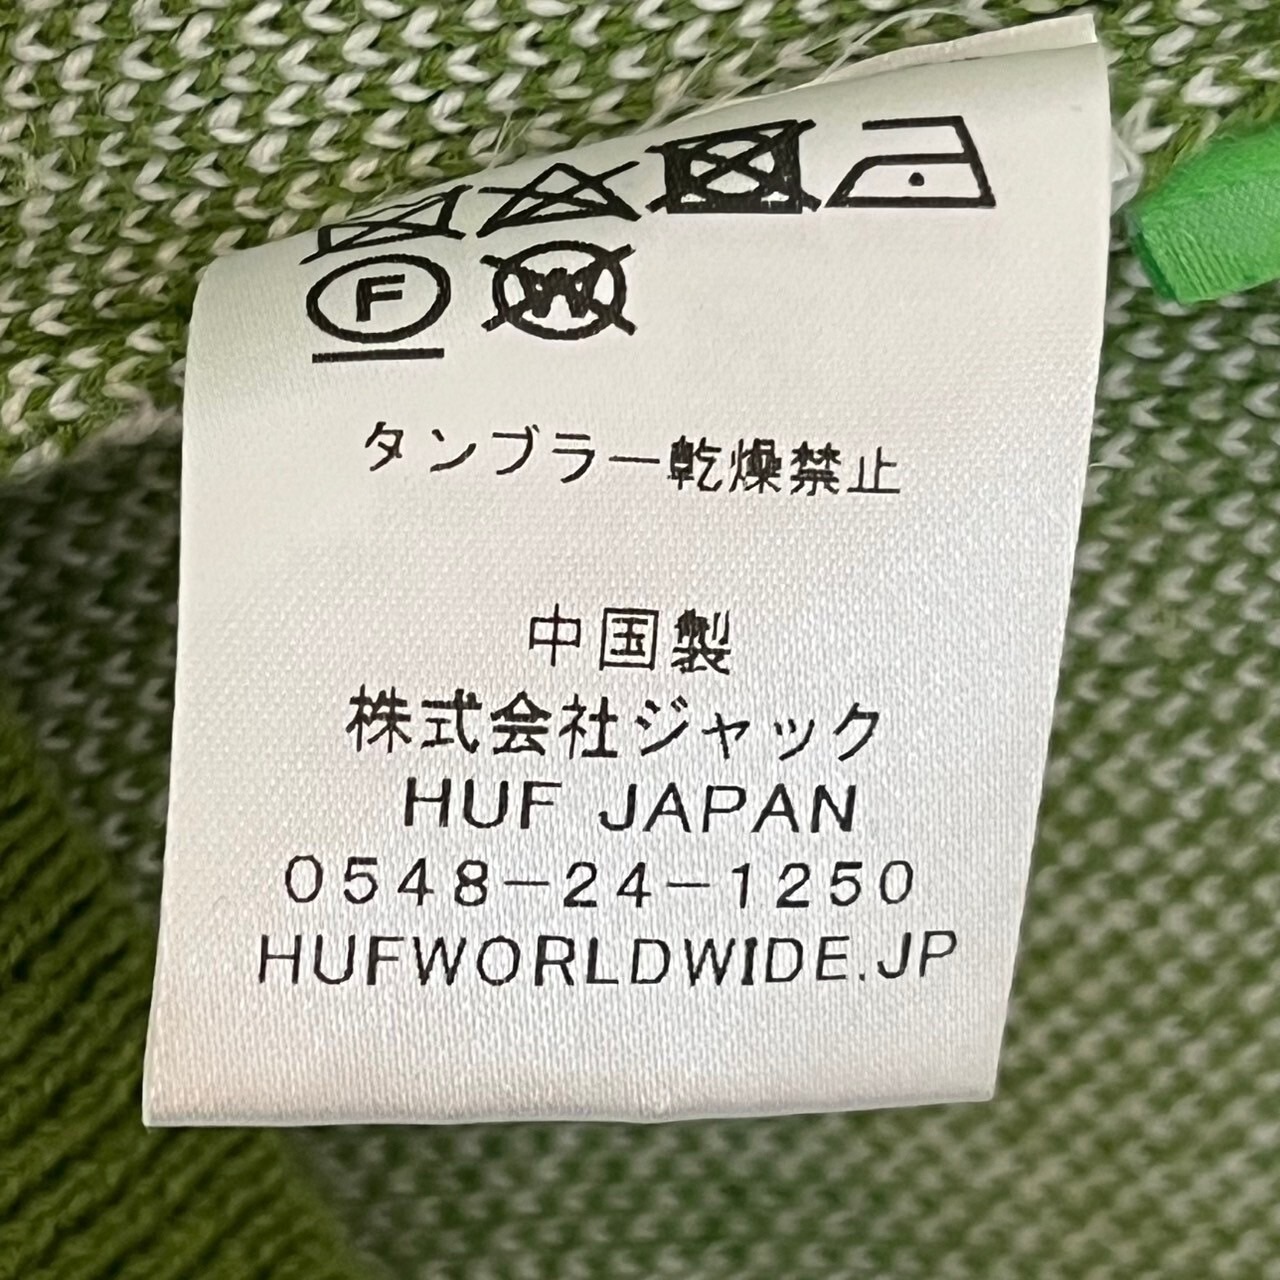 F
W
タンブラー乾燥禁止
中国製
株式会社ジャック
HUF JAPAN
0548-24-1250
HUFWORLDWIDE.JP